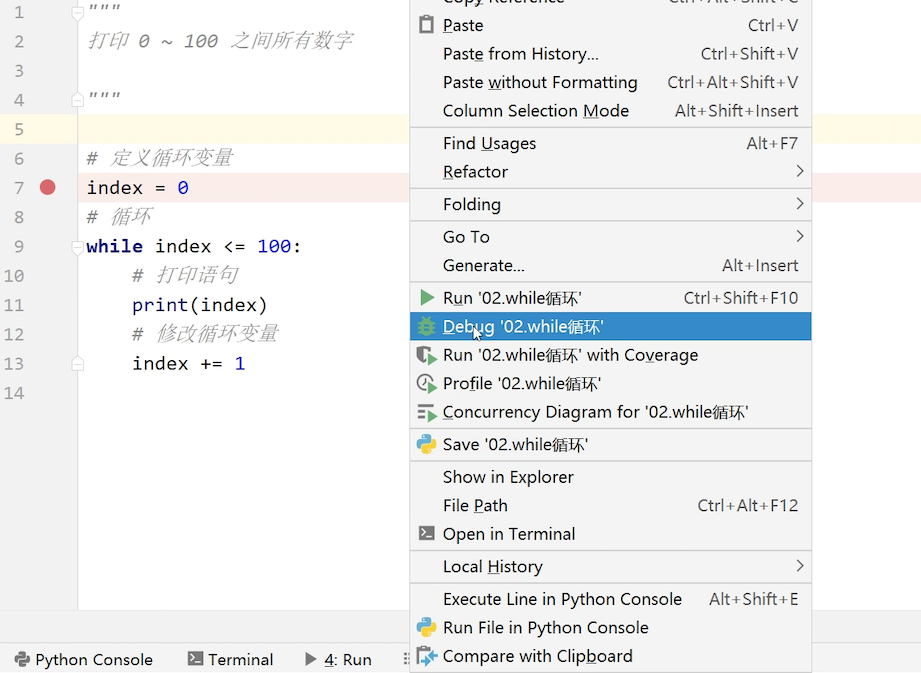 1 """
2 打印 0 ~ 100 之间所有数字
3
4 """
5
6 # 定义循环变量
7 index = 0
8 # 循环
9 while index <= 100:
10 # 打印语句
11 print(index)
12 # 修改循环变量
13 index += 1
14
Copy Reference Ctrl+Alt+Shift+C
Paste Ctrl+V
Paste from History... Ctrl+Shift+V
Paste without Formatting Ctrl+Alt+Shift+V
Column Selection Mode Alt+Shift+Insert
Find Usages Alt+F7
Refactor
Folding
Go To
Generate... Alt+Insert
Run '02.while循环' Ctrl+Shift+F10
Debug '02.while循环'
Run '02.while循环' with Coverage
Profile '02.while循环'
Concurrency Diagram for '02.while循环'
Save '02.while循环'
Show in Explorer
File Path Ctrl+Alt+F12
Open in Terminal
Local History
Execute Line in Python Console Alt+Shift+E
Run File in Python Console
Compare with Clipboard
Python Console Terminal 4: Run